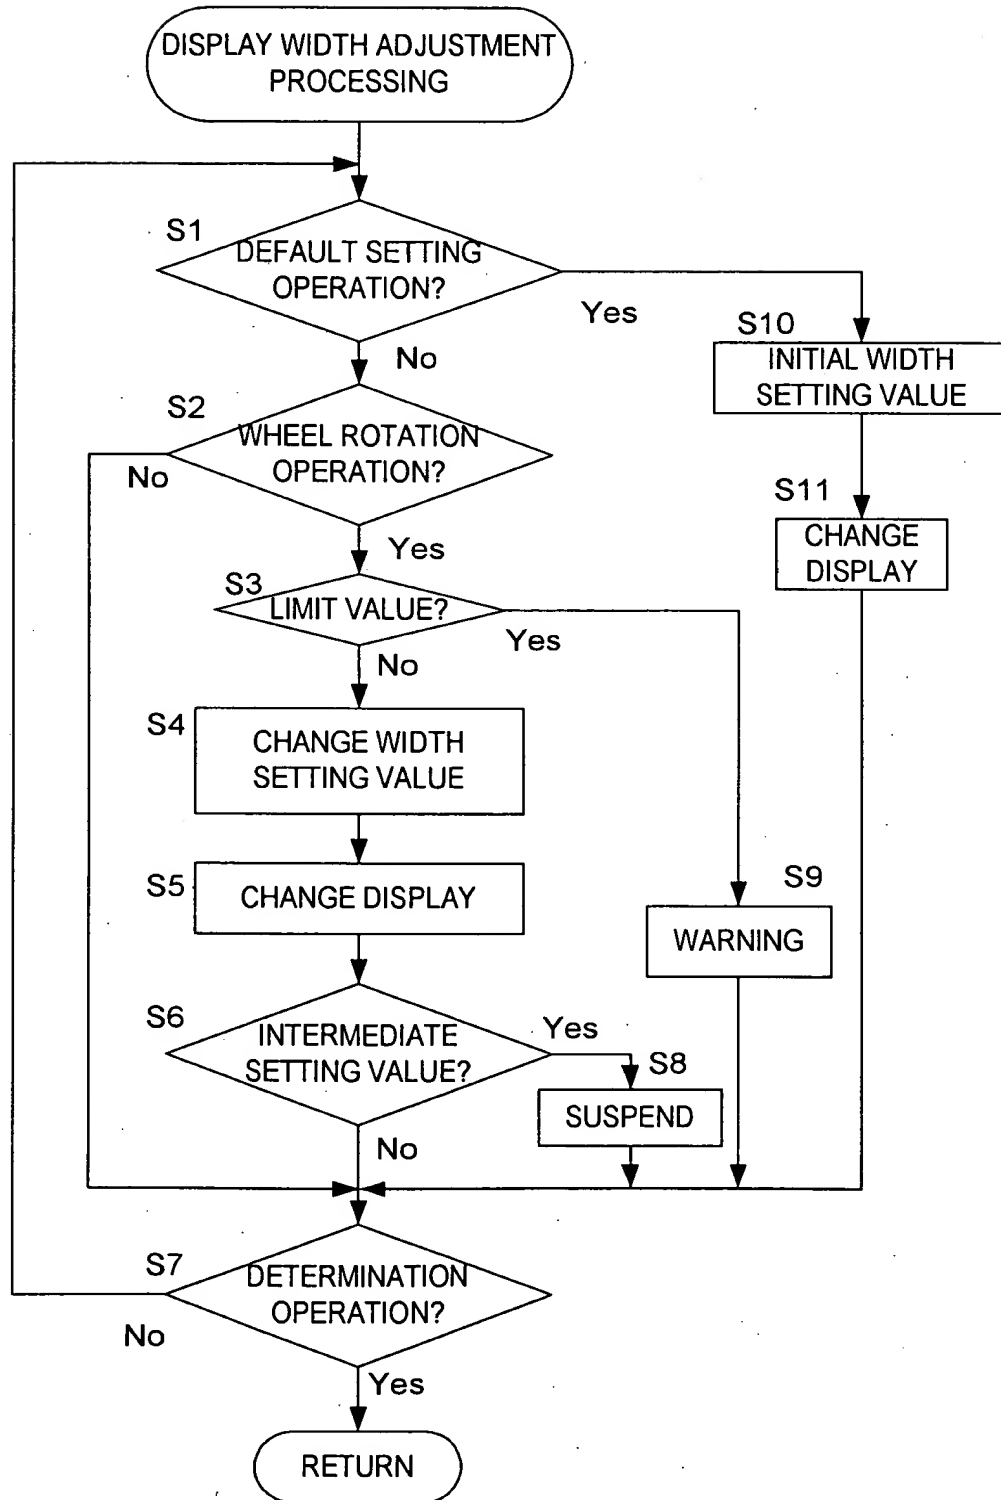 DISPLAY WIDTH ADJUSTMENT
PROCESSING
S1
DEFAULT SETTING
OPERATION?
Yes
No
S10
INITIAL WIDTH
SETTING VALUE
S2
WHEEL ROTATION
OPERATION?
No
Yes
S11
CHANGE
DISPLAY
S3
LIMIT VALUE?
Yes
No
S4
CHANGE WIDTH
SETTING VALUE
S5
CHANGE DISPLAY
S9
WARNING
S6
INTERMEDIATE
SETTING VALUE?
Yes
S8
SUSPEND
No
S7
DETERMINATION
OPERATION?
No
Yes
RETURN